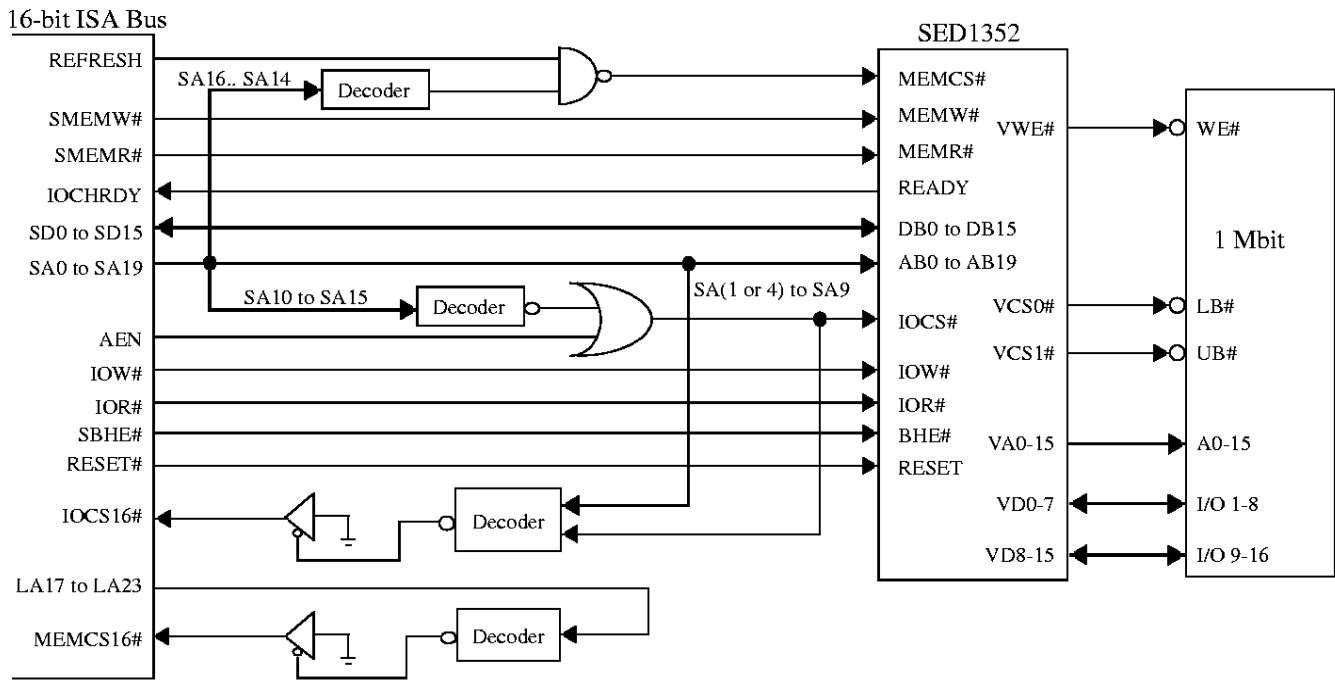 16-bit ISA Bus
SED1352
REFRESH
SA16.. SA14
Decoder
MEMCS#
SMEMW#
MEMW#
VWE#
WE#
SMEMR#
MEMR#
IOCHRDY
READY
SD0 to SD15
DB0 to DB15
1 Mbit
SA0 to SA19
AB0 to AB19
SA10 to SA15
Decoder
SA(1 or 4) to SA9
VCS0#
LB#
IOCS#
AEN
VCS1#
UB#
IOW#
IOW#
IOR#
IOR#
SBHE#
BHE#
VA0-15
A0-15
RESET#
RESET
VD0-7
I/O 1-8
IOCS16#
Decoder
VD8-15
I/O 9-16
LA17 to LA23
MEMCS16#
Decoder